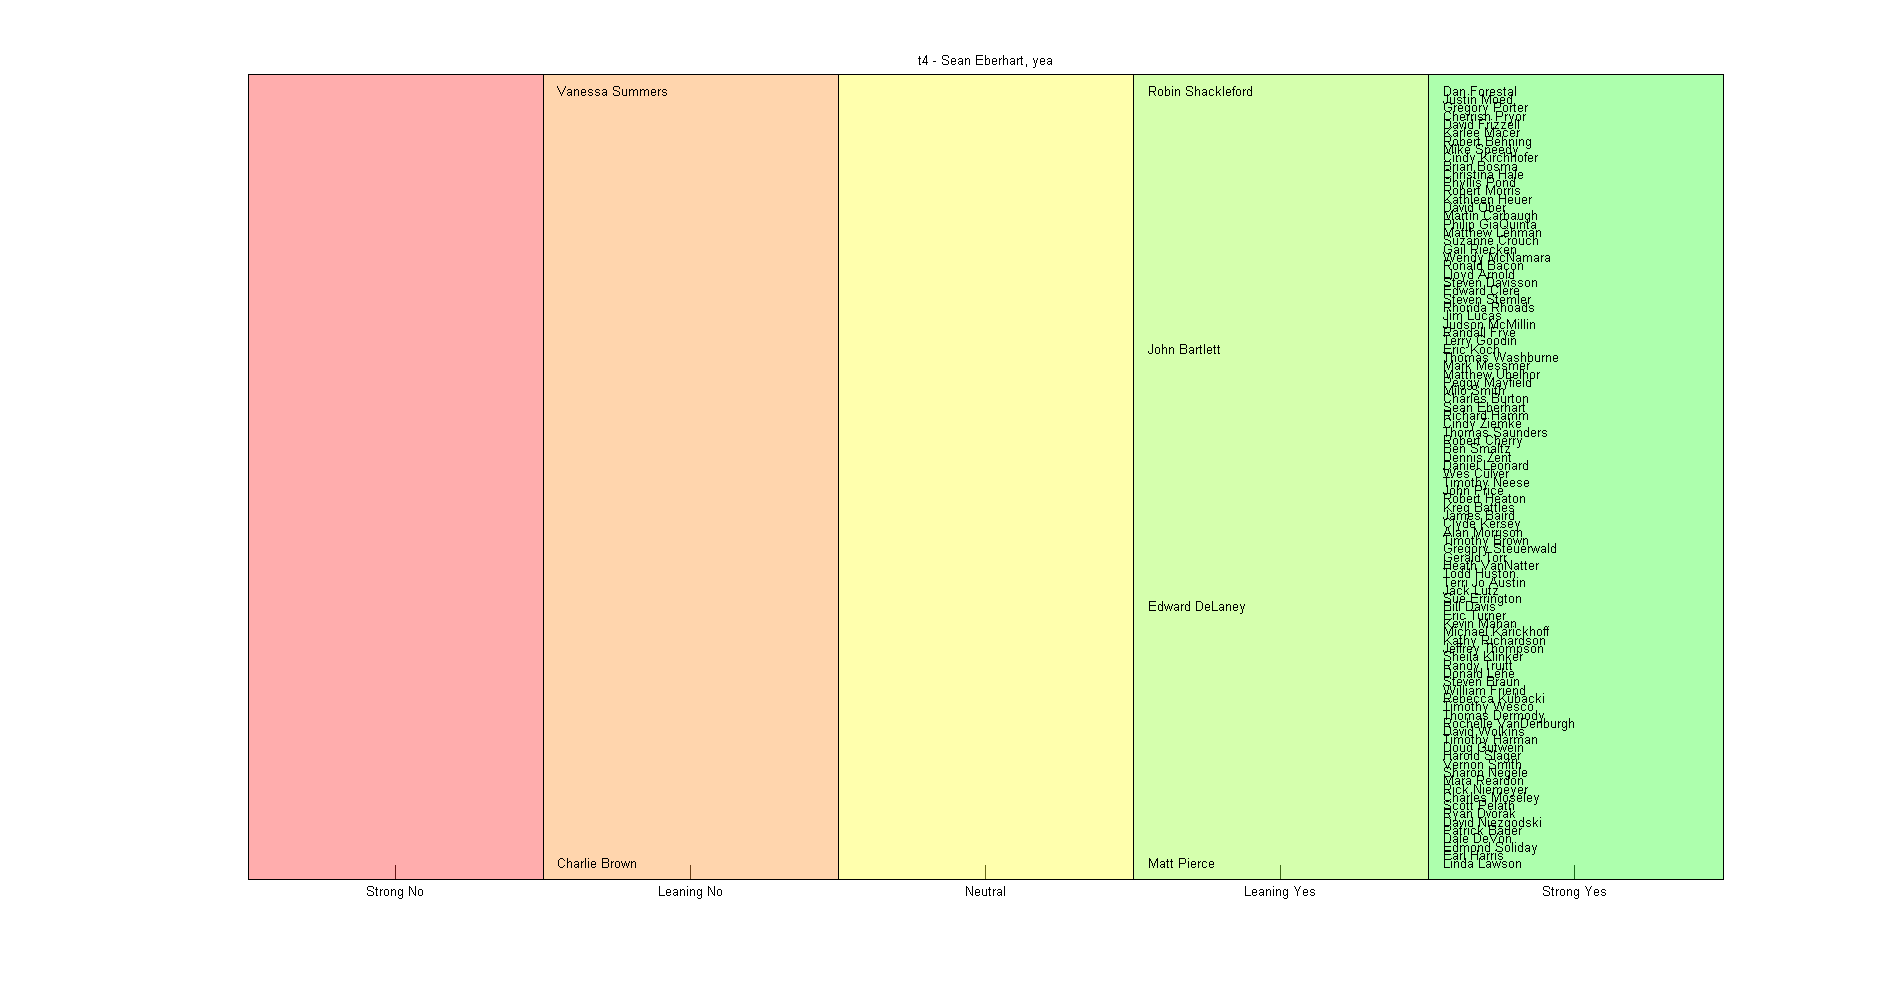 t4 - Sean Eberhart, yea
Vanessa Summers
Charlie Brown
Robin Shackleford
John Bartlett
Edward DeLaney
Matt Pierce
Dan Forestal
Justin Moed
Gregory Porter
Cherrish Pryor
David Frizzell
Karlee Macer
Robert Behning
Mike Speedy
Cindy Kirchhofer
Brian Bosma
Christina Hale
Phyllis Pond
Robert Morris
Kathleen Heuer
David Ober
Martin Carbaugh
Philip GiaQuinta
Matthew Lehman
Suzanne Crouch
Gail Riecken
Wendy McNamara
Ronald Bacon
Lloyd Arnold
Steven Davisson
Edward Clere
Steven Stemler
Rhonda Rhoads
Jim Lucas
Judson McMillin
Randall Frye
Terry Goodin
Eric Koch
Thomas Washburne
Mark Messmer
Matthew Ubelhor
Peggy Mayfield
Milo Smith
Charles Burton
Sean Eberhart
Richard Hamm
Cindy Ziemke
Thomas Saunders
Robert Cherry
Ben Smaltz
Dennis Zent
Daniel Leonard
Wes Culver
Timothy Neese
John Price
Robert Heaton
Kreg Battles
James Baird
Clyde Kersey
Alan Morrison
Timothy Brown
Gregory Steuerwald
Gerald Torr
Heath VanNatter
Todd Huston
Terri Jo Austin
Jack Lutz
Sue Errington
Bill Davis
Eric Turner
Kevin Mahan
Michael Karickhoff
Kathy Richardson
Jeffrey Thompson
Sheila Klinker
Randy Truitt
Donald Lehe
Steven Braun
William Friend
Rebecca Kubacki
Timothy Wesco
Thomas Dermody
Rochelle VanDenburgh
David Wolkins
Timothy Harman
Doug Gutwein
Harold Slager
Vernon Smith
Sharon Negele
Mara Reardon
Rick Niemeyer
Charles Moseley
Scott Pelath
Ryan Dvorak
David Niezgodski
Patrick Bauer
Dale DeVon
Edmond Soliday
Earl Harris
Linda Lawson
Strong No
Leaning No
Neutral
Leaning Yes
Strong Yes